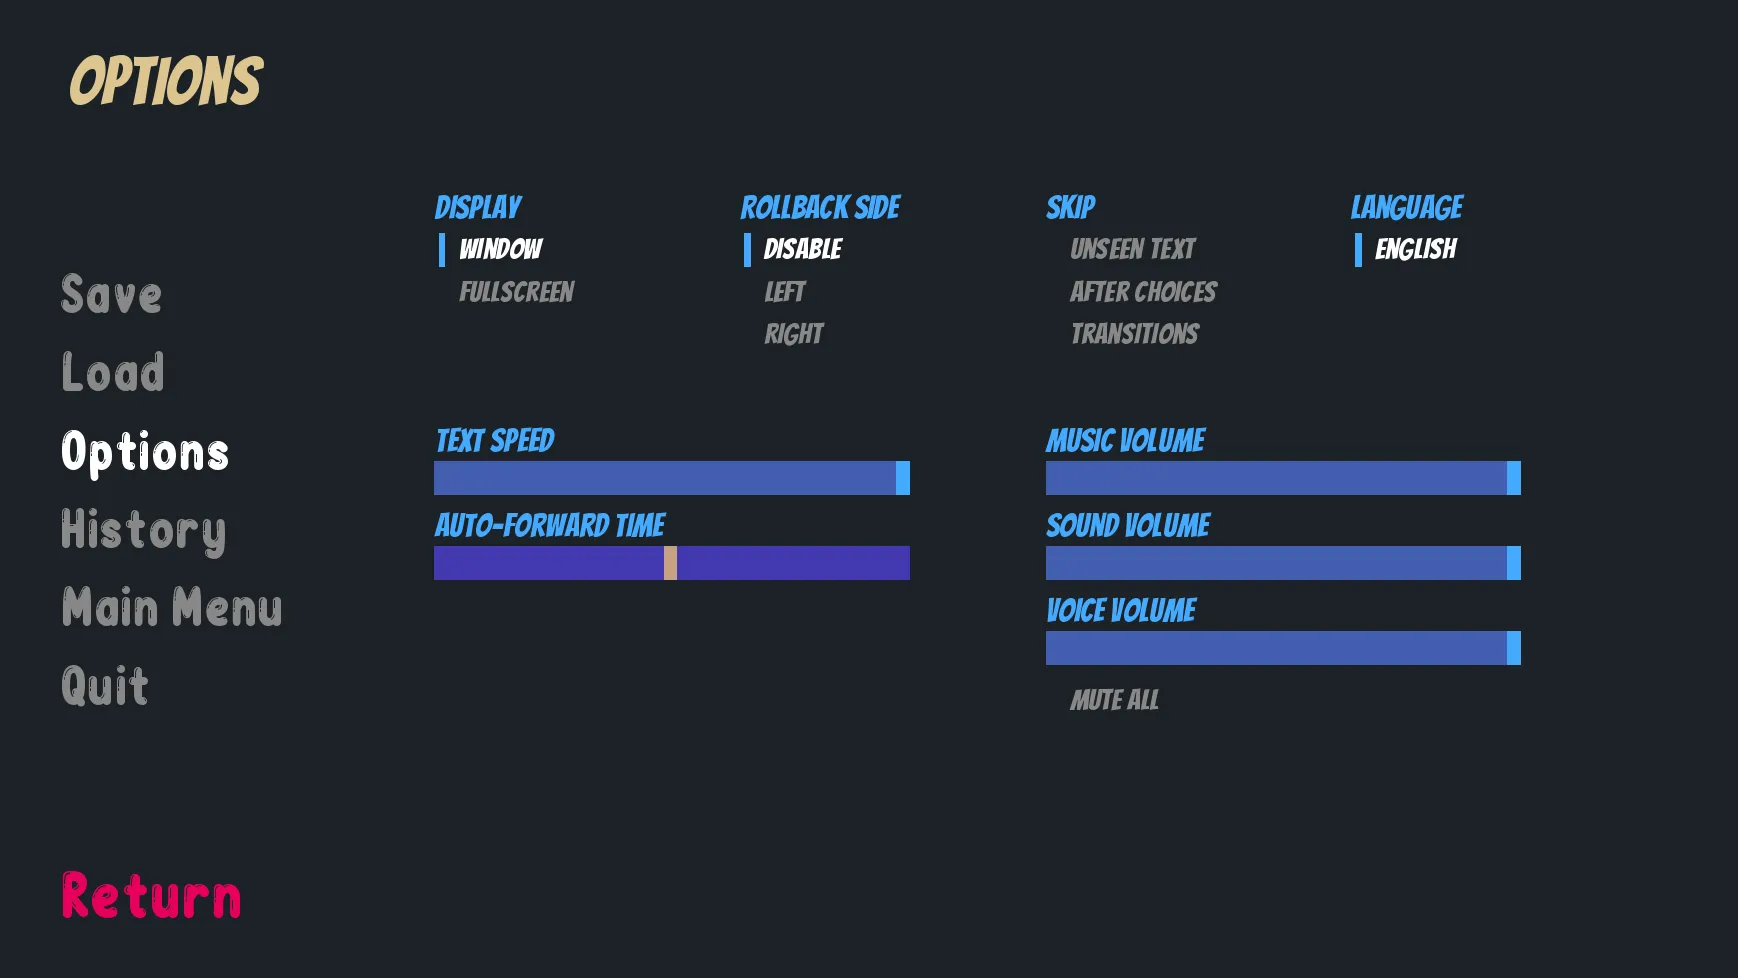 OPTIONS
Save
Load
Options
History
Main Menu
Quit
Return
DISPLAY
WINDOW
FULLSCREEN
ROLLBACK SIDE
DISABLE
LEFT
RIGHT
SKIP
UNSEEN TEXT
AFTER CHOICES
TRANSITIONS
LANGUAGE
ENGLISH
TEXT SPEED
AUTO-FORWARD TIME
MUSIC VOLUME
SOUND VOLUME
VOICE VOLUME
MUTE ALL